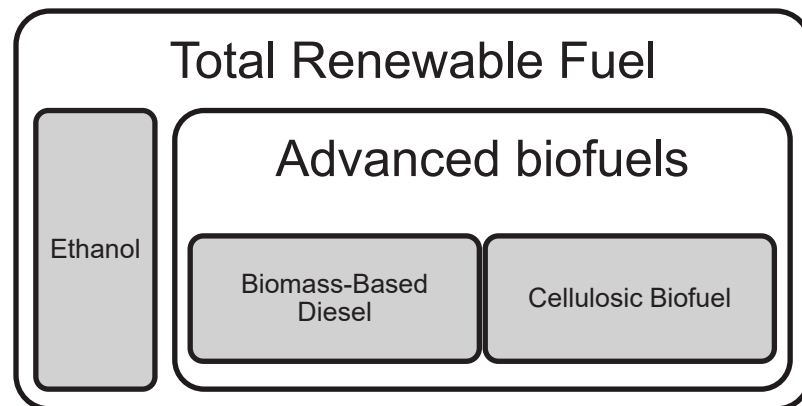 Total Renewable Fuel
Advanced biofuels
Ethanol
Biomass-Based
Diesel
Cellulosic Biofuel